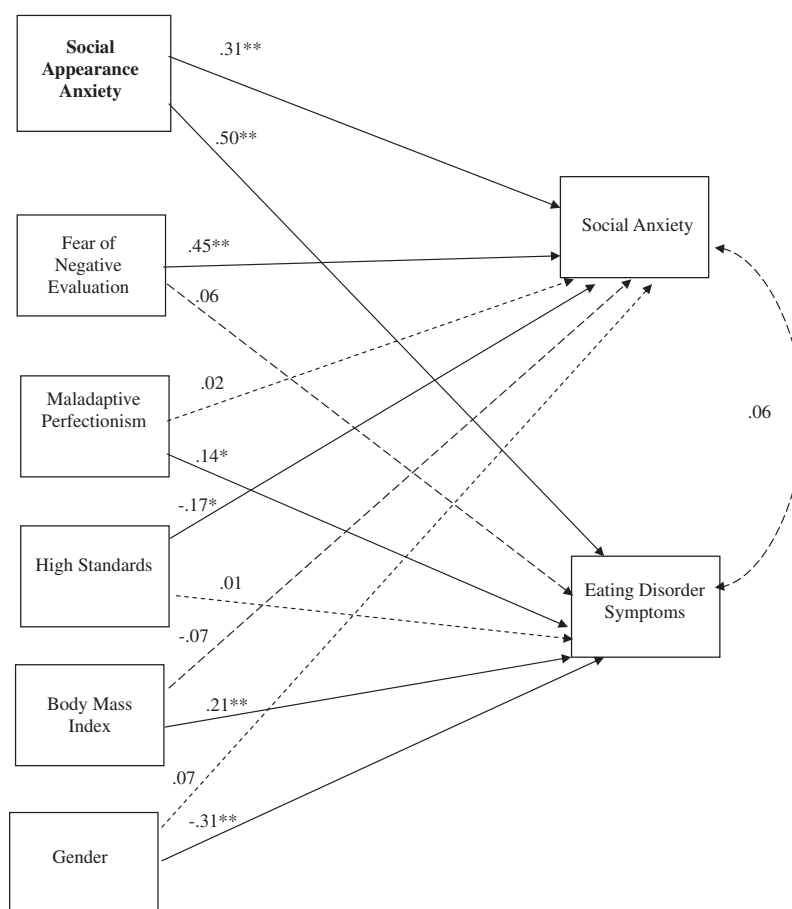 Social
Appearance
Anxiety
.31**
.50**
Social Anxiety
Fear of
Negative
Evaluation
.45**
.06
Maladaptive
Perfectionism
.02
.14*
.06
-.17*
High Standards
.01
Eating Disorder
Symptoms
-.07
Body Mass
Index
.21**
.07
-.31**
Gender